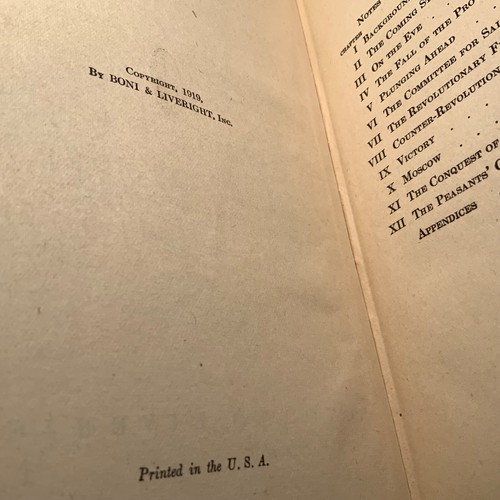 COPYRIGHT, 1919,
BY BONI & LIVERIGHT, INC.
Printed in the U. S. A.
NOTES
CHAPTER
I BACKGROUND
II THE COMING
III ON THE EVE
IV THE FALL OF THE PRO
V PLUNGING AHEAD
VI THE COMMITTEE FOR SAL
VII THE REVOLUTIONARY F
VIII COUNTER-REVOLUTION
IX VICTORY
X MOSCOW
XI THE CONQUEST OF
XII THE PEASANTS' C
APPENDICES